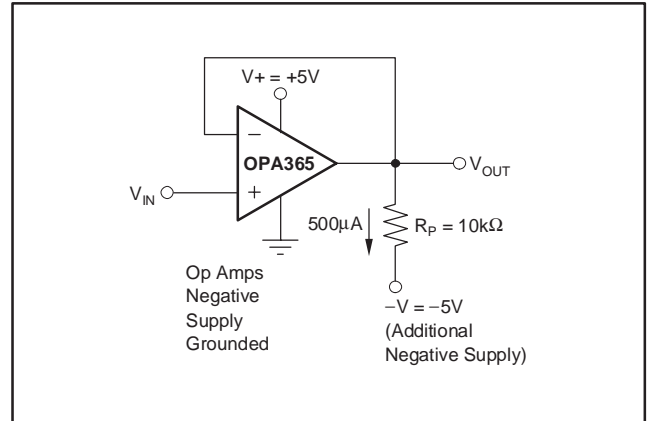 V+ = +5V
−
OPA365
+
V_IN
V_OUT
500µA
R_P = 10kΩ
Op Amps
Negative
Supply
Grounded
−V = −5V
(Additional
Negative Supply)